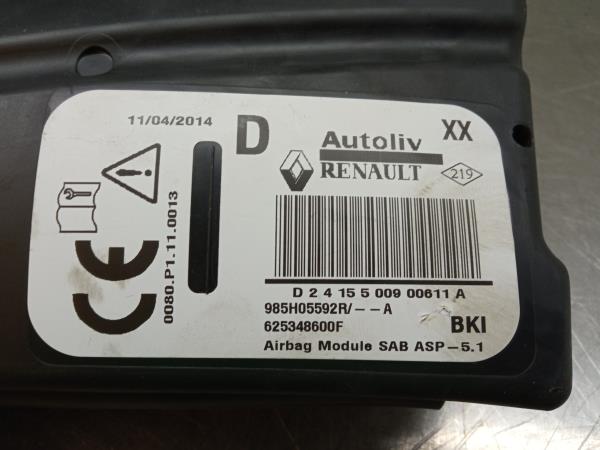 11/04/2014
D
Autoliv
XX
RENAULT
219
0080.P1.11.0013
CE
D 2 4 15 5 009 00611 A
985H05592R/--A
625348600F
BKI
Airbag Module SAB ASP-5.1